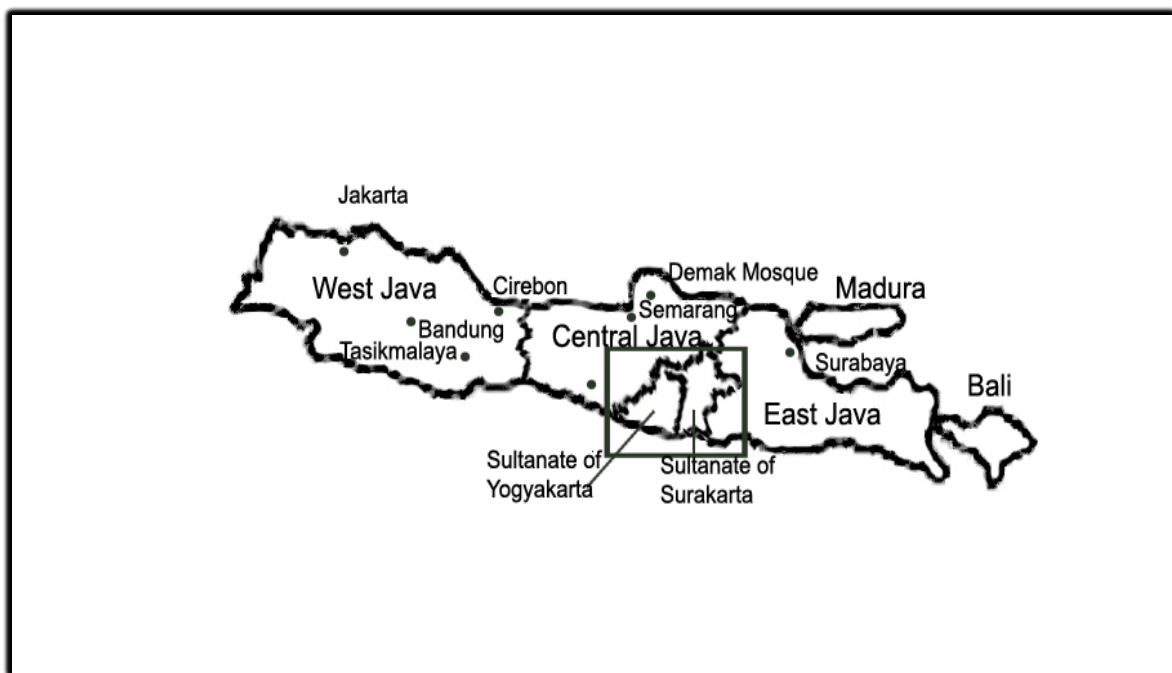 Jakarta
West Java
Cirebon
Demak Mosque
Madura
Semarang
Bandung
Central Java
Tasikmalaya
Surabaya
Bali
East Java
Sultanate of
Yogyakarta
Sultanate of
Surakarta